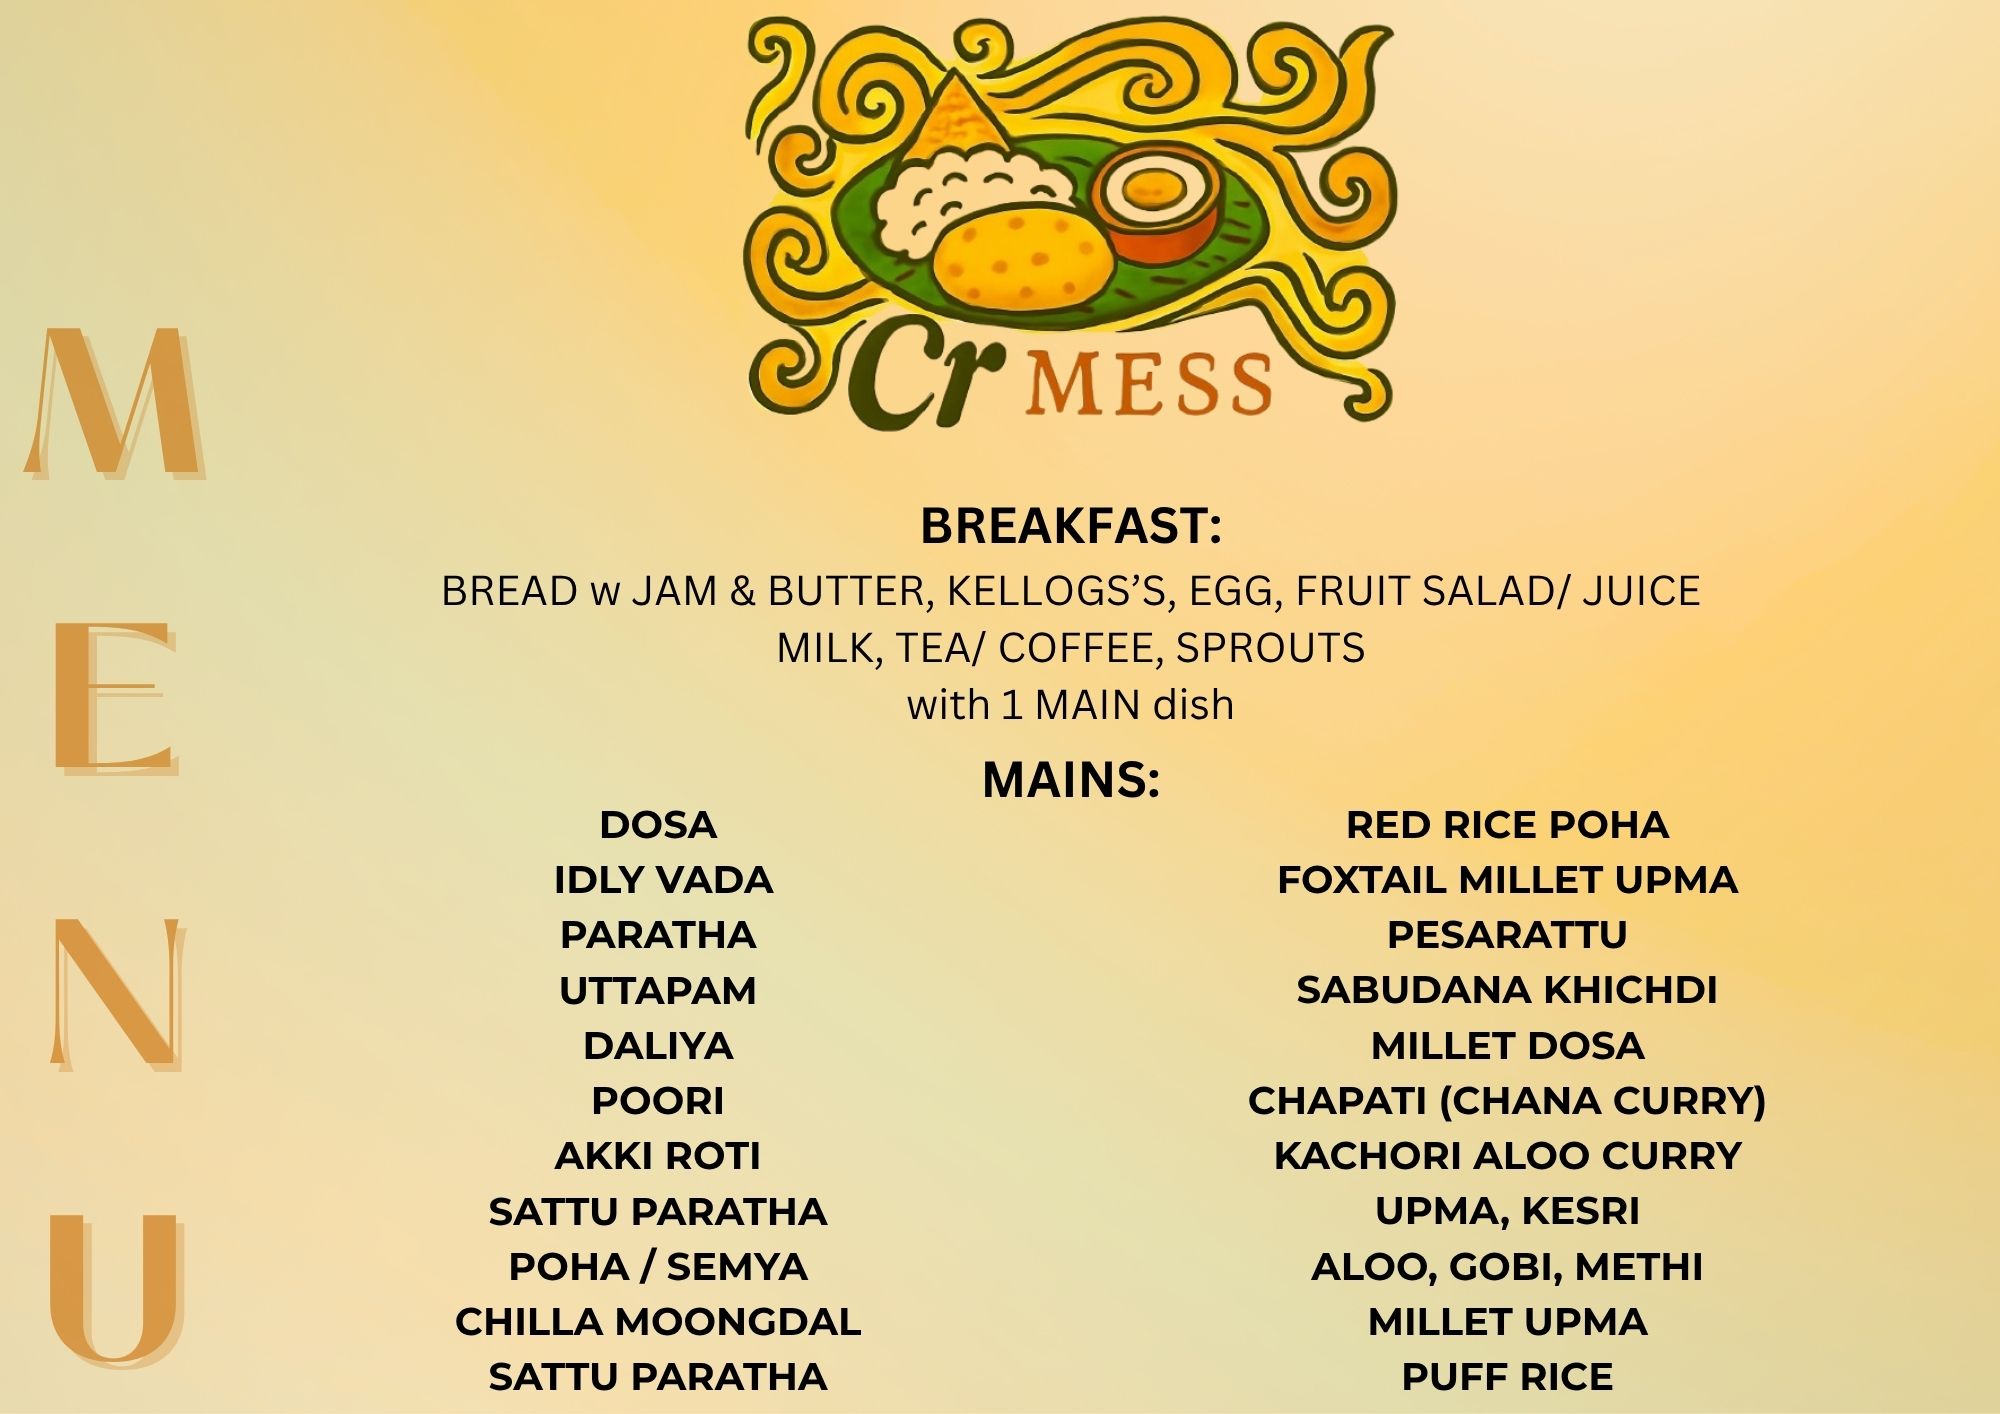 Cr MESS
MENU
BREAKFAST:
BREAD w JAM & BUTTER, KELLOGS’S, EGG, FRUIT SALAD/ JUICE
MILK, TEA/ COFFEE, SPROUTS
with 1 MAIN dish
MAINS:
DOSA
IDLY VADA
PARATHA
UTTAPAM
DALIYA
POORI
AKKI ROTI
SATTU PARATHA
POHA / SEMYA
CHILLA MOONGDAL
SATTU PARATHA
RED RICE POHA
FOXTAIL MILLET UPMA
PESARATTU
SABUDANA KHICHDI
MILLET DOSA
CHAPATI (CHANA CURRY)
KACHORI ALOO CURRY
UPMA, KESRI
ALOO, GOBI, METHI
MILLET UPMA
PUFF RICE